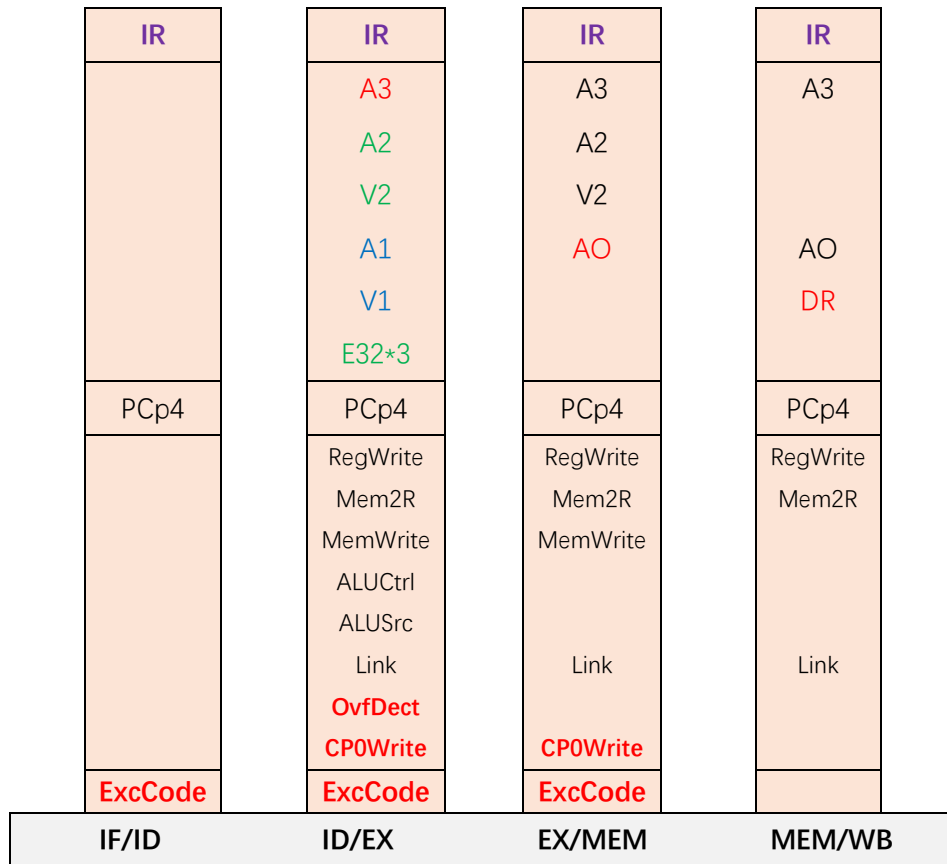 IR IR IR IR
A3 A3 A3
A2 A2
V2 V2
A1 AO AO
V1 DR
E32*3
PCp4 PCp4 PCp4 PCp4
RegWrite RegWrite RegWrite
Mem2R Mem2R Mem2R
MemWrite MemWrite
ALUCtrl
ALUSrc
Link Link Link
OvfDect
CP0Write CP0Write
ExcCode ExcCode ExcCode
IF/ID ID/EX EX/MEM MEM/WB